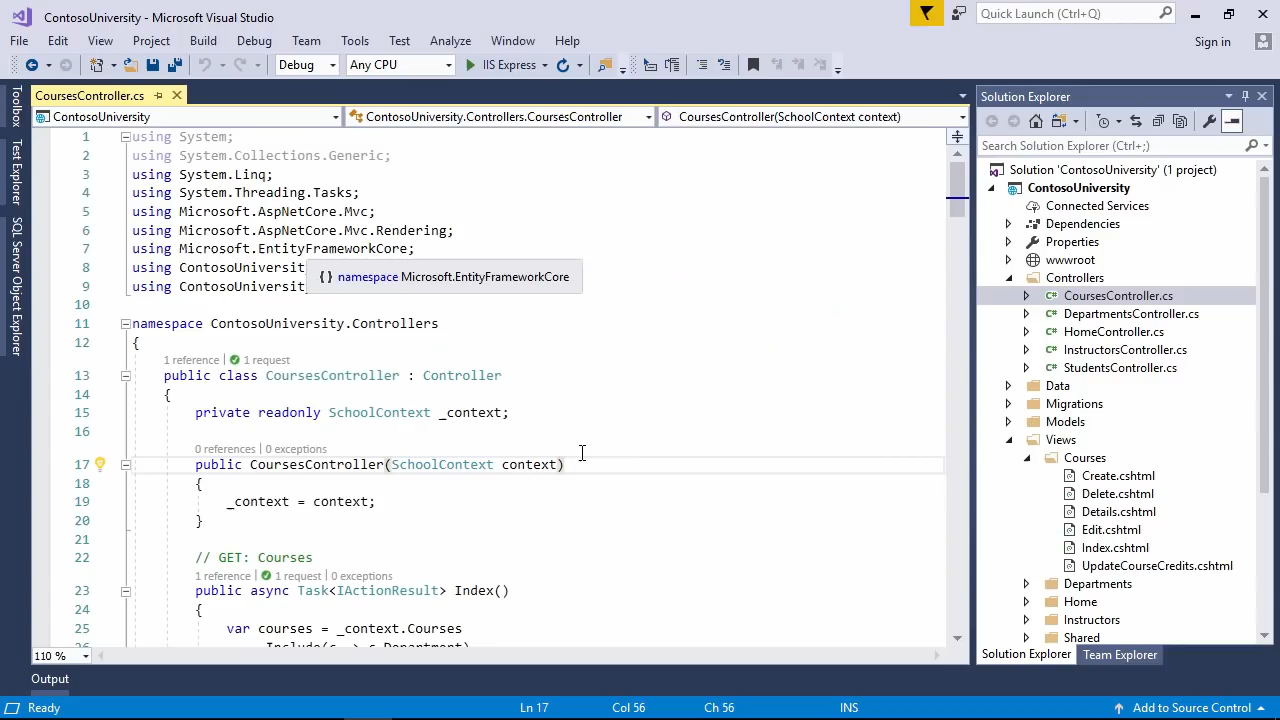 ContosoUniversity - Microsoft Visual Studio
Quick Launch (Ctrl+Q)
File Edit View Project Build Debug Team Tools Test Analyze Window Help
Sign in
Debug Any CPU IIS Express
Toolbox
Test Explorer
SQL Server Object Explorer
CoursesController.cs
ContosoUniversity ContosoUniversity.Controllers.CoursesController CoursesController(SchoolContext context)
1 using System;
2 using System.Collections.Generic;
3 using System.Linq;
4 using System.Threading.Tasks;
5 using Microsoft.AspNetCore.Mvc;
6 using Microsoft.AspNetCore.Mvc.Rendering;
7 using Microsoft.EntityFrameworkCore;
8 using ContosoUniversit
{ } namespace Microsoft.EntityFrameworkCore
9 using ContosoUniversit
10
11 namespace ContosoUniversity.Controllers
12 {
1 reference | 1 request
13 public class CoursesController : Controller
14 {
15 private readonly SchoolContext _context;
16
0 references | 0 exceptions
17 public CoursesController(SchoolContext context)
18 {
19 _context = context;
20 }
21
22 // GET: Courses
1 reference | 1 request | 0 exceptions
23 public async Task<IActionResult> Index()
24 {
25 var courses = _context.Courses
110 %
Solution Explorer
Search Solution Explorer (Ctrl+;)
Solution 'ContosoUniversity' (1 project)
ContosoUniversity
Connected Services
Dependencies
Properties
wwwroot
Controllers
C# CoursesController.cs
C# DepartmentsController.cs
C# HomeController.cs
C# InstructorsController.cs
C# StudentsController.cs
Data
Migrations
Models
Views
Courses
Create.cshtml
Delete.cshtml
Details.cshtml
Edit.cshtml
Index.cshtml
UpdateCourseCredits.cshtml
Departments
Home
Instructors
Shared
Solution Explorer Team Explorer
Output
Ready Ln 17 Col 56 Ch 56 INS Add to Source Control